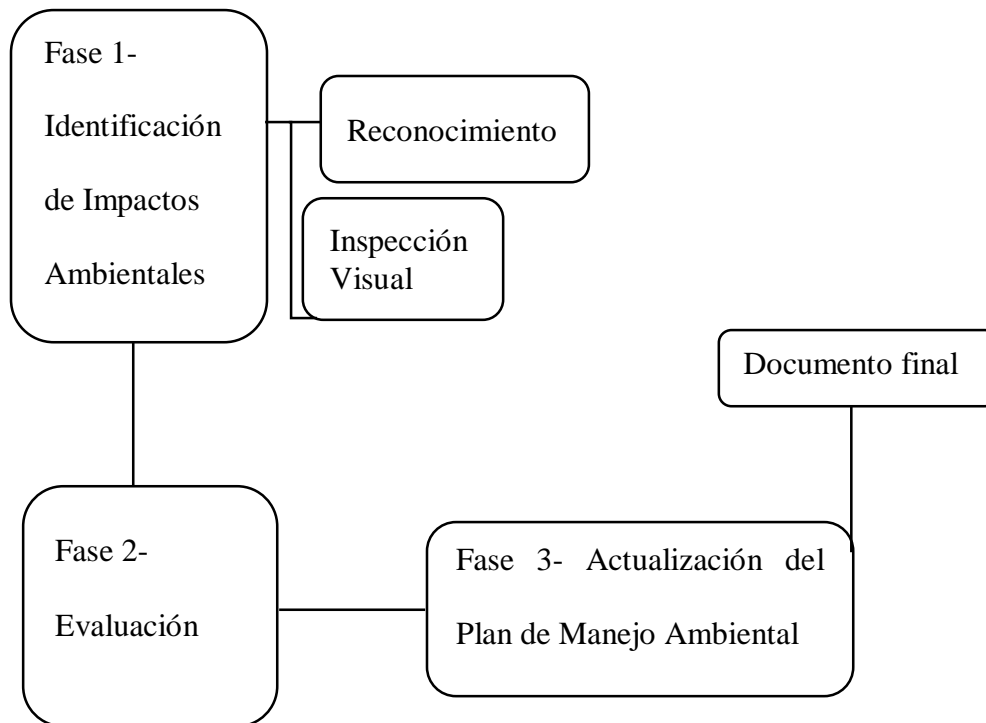 Fase 1-
Identificación
de Impactos
Ambientales
Reconocimiento
Inspección
Visual
Documento final
Fase 2-
Evaluación
Fase 3- Actualización del
Plan de Manejo Ambiental